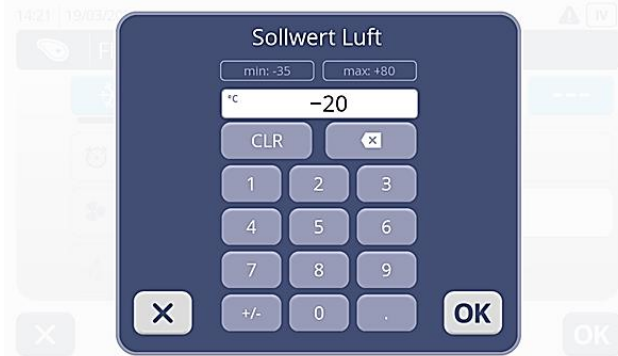 14:21 19/03/20
IV
Sollwert Luft
min: -35 max: +80
°C −20
CLR
1 2 3
4 5 6
7 8 9
+/- 0 .
OK
OK